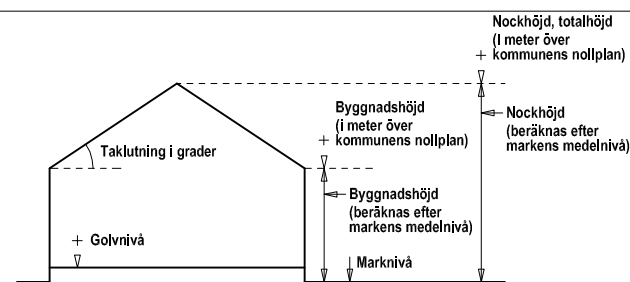 Nockhöjd, totalhöjd
(I meter över
+ kommunens nollplan)
Byggnadshöjd
(i meter över
+ kommunens nollplan)
Nockhöjd
(beräknas efter
markens medelnivå)
Taklutning i grader
Byggnadshöjd
(beräknas efter
markens medelnivå)
+ Golvnivå
Marknivå